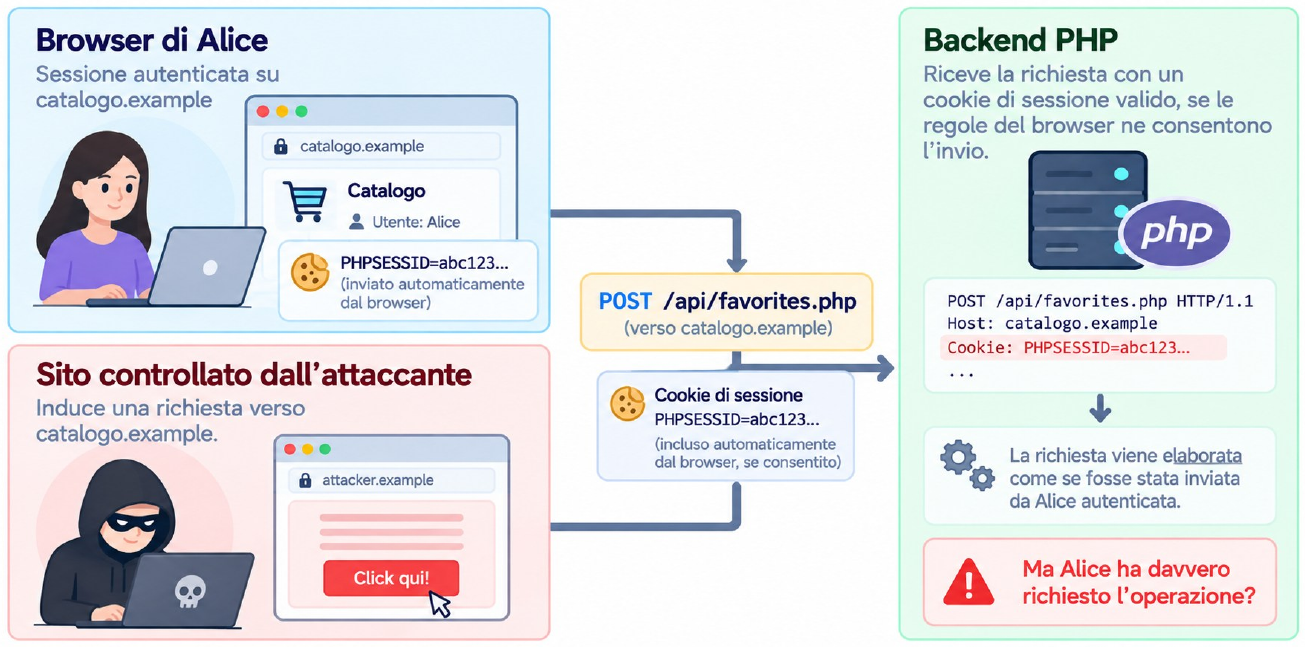 Browser di Alice
Sessione autenticata su
catalogo.example
catalogo.example
Catalogo
Utente: Alice
PHPSESSID=abc123...
(inviato automaticamente
dal browser)
Sito controllato dall'attaccante
Induce una richiesta verso
catalogo.example.
attacker.example
Click qui!
POST /api/favorites.php
(verso catalogo.example)
Cookie di sessione
PHPSESSID=abc123...
(incluso automaticamente
dal browser, se consentito)
Backend PHP
Riceve la richiesta con un
cookie di sessione valido, se le
regole del browser ne consentono
l'invio.
php
POST /api/favorites.php HTTP/1.1
Host: catalogo.example
Cookie: PHPSESSID=abc123...
...
La richiesta viene elaborata
come se fosse stata inviata
da Alice autenticata.
Ma Alice ha davvero
richiesto l'operazione?